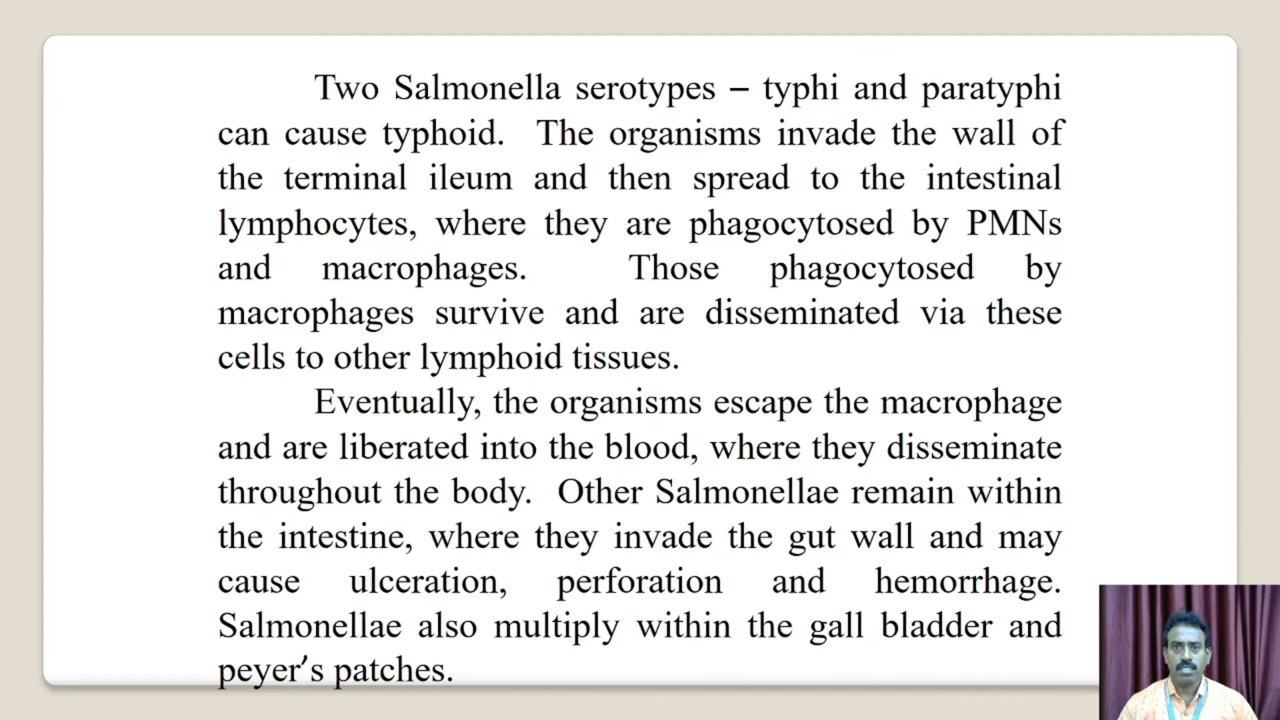 Two Salmonella serotypes – typhi and paratyphi
can cause typhoid. The organisms invade the wall of
the terminal ileum and then spread to the intestinal
lymphocytes, where they are phagocytosed by PMNs
and macrophages. Those phagocytosed by
macrophages survive and are disseminated via these
cells to other lymphoid tissues.
Eventually, the organisms escape the macrophage
and are liberated into the blood, where they disseminate
throughout the body. Other Salmonellae remain within
the intestine, where they invade the gut wall and may
cause ulceration, perforation and hemorrhage.
Salmonellae also multiply within the gall bladder and
peyer’s patches.